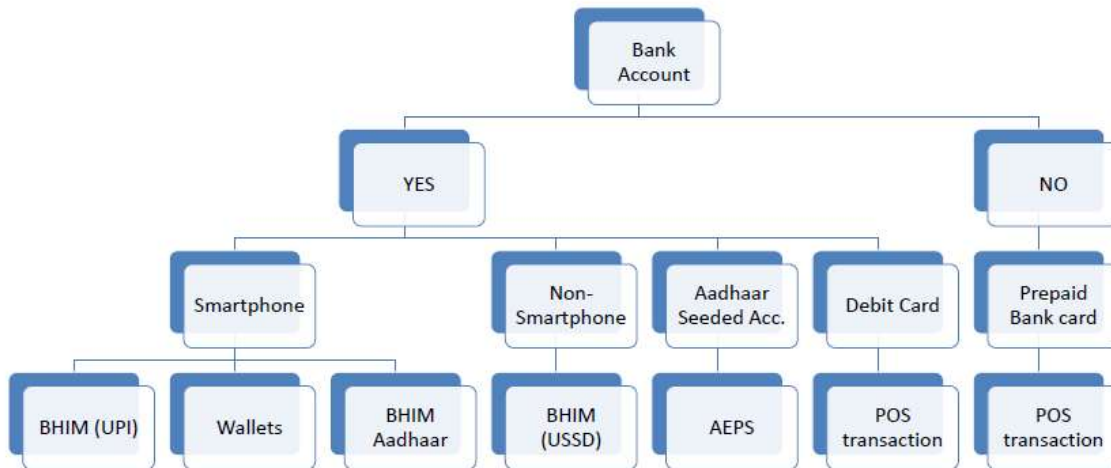 Bank
Account
YES
NO
Smartphone
Non-
Smartphone
Aadhaar
Seeded Acc.
Debit Card
Prepaid
Bank card
BHIM (UPI)
Wallets
BHIM
Aadhaar
BHIM
(USSD)
AEPS
POS
transaction
POS
transaction